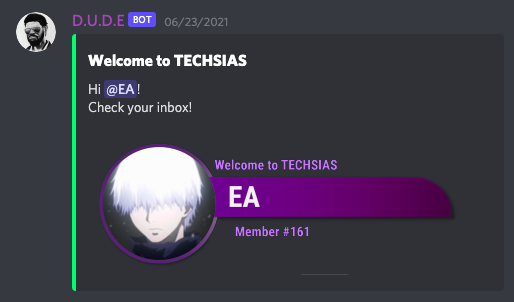 D.U.D.E BOT 06/23/2021
Welcome to TECHSIAS
Hi @EA!
Check your inbox!
Welcome to TECHSIAS
EA
Member #161